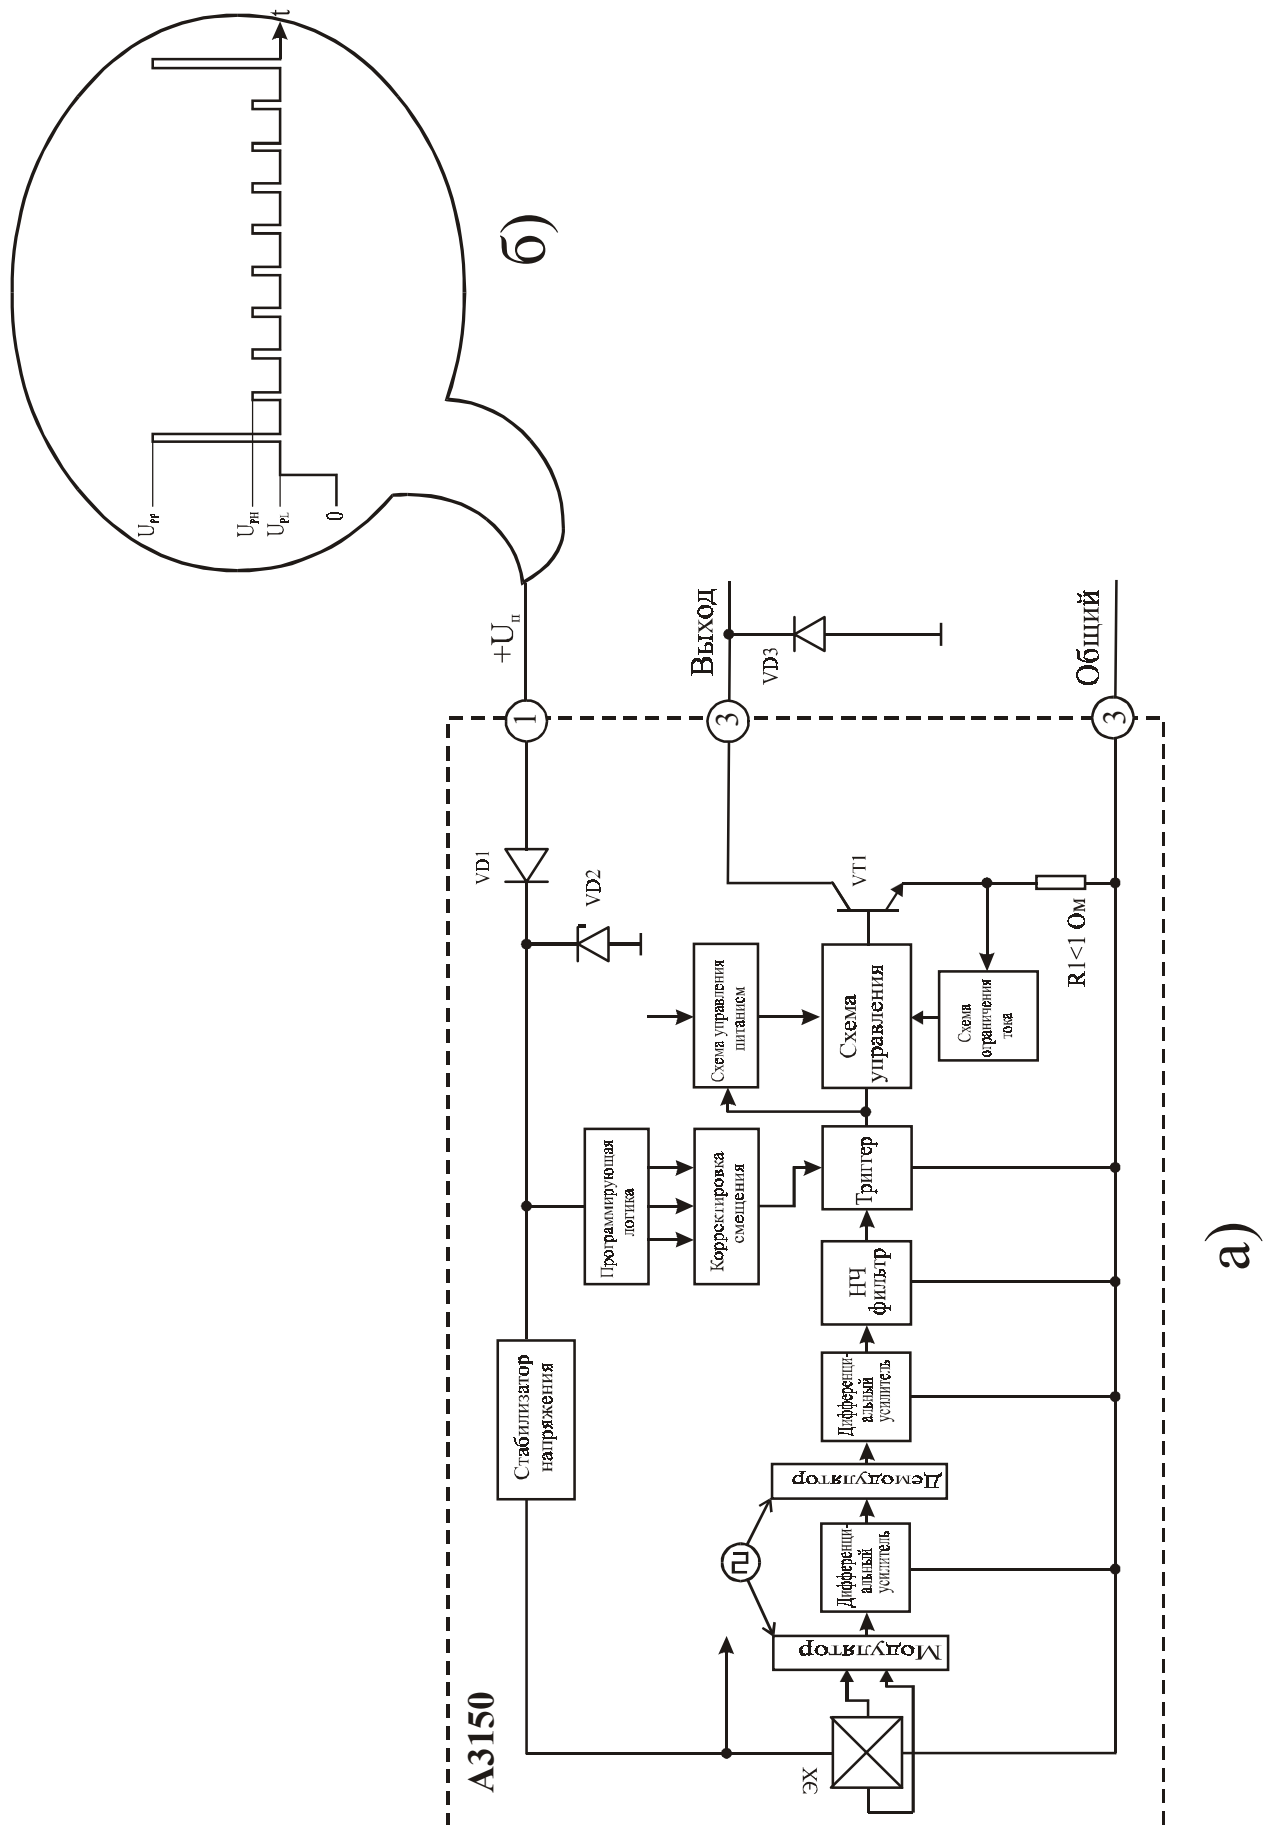 A3150
ЭХ
Стабилизатор
напряжения
Модулятор
Дифференци-
альный
усилитель
Демодулятор
Дифференци-
альный
усилитель
НЧ
фильтр
Триггер
Программирующая
логика
Корректировка
смещения
Схема управления
питанием
Схема
управления
Схема
ограничения
тока
VD1
VD2
VT1
R1<1 Ом
1
3
3
+Uп
Выход
VD3
Общий
а)
UPP
UPH
UPL
0
t
б)